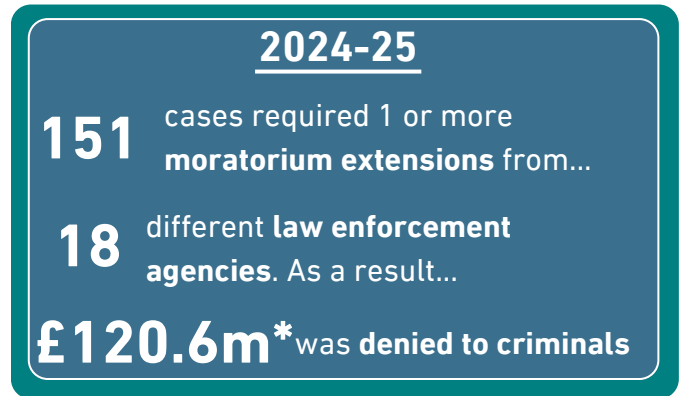 2024-25
151 cases required 1 or more
moratorium extensions from...
18 different law enforcement
agencies. As a result...
£120.6m* was denied to criminals